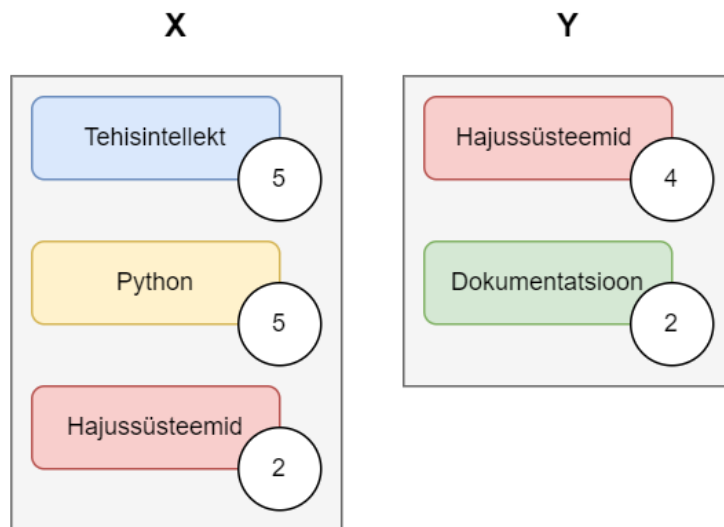 X
Tehisintellekt
5
Python
5
Hajussüsteemid
2
Y
Hajussüsteemid
4
Dokumentatsioon
2